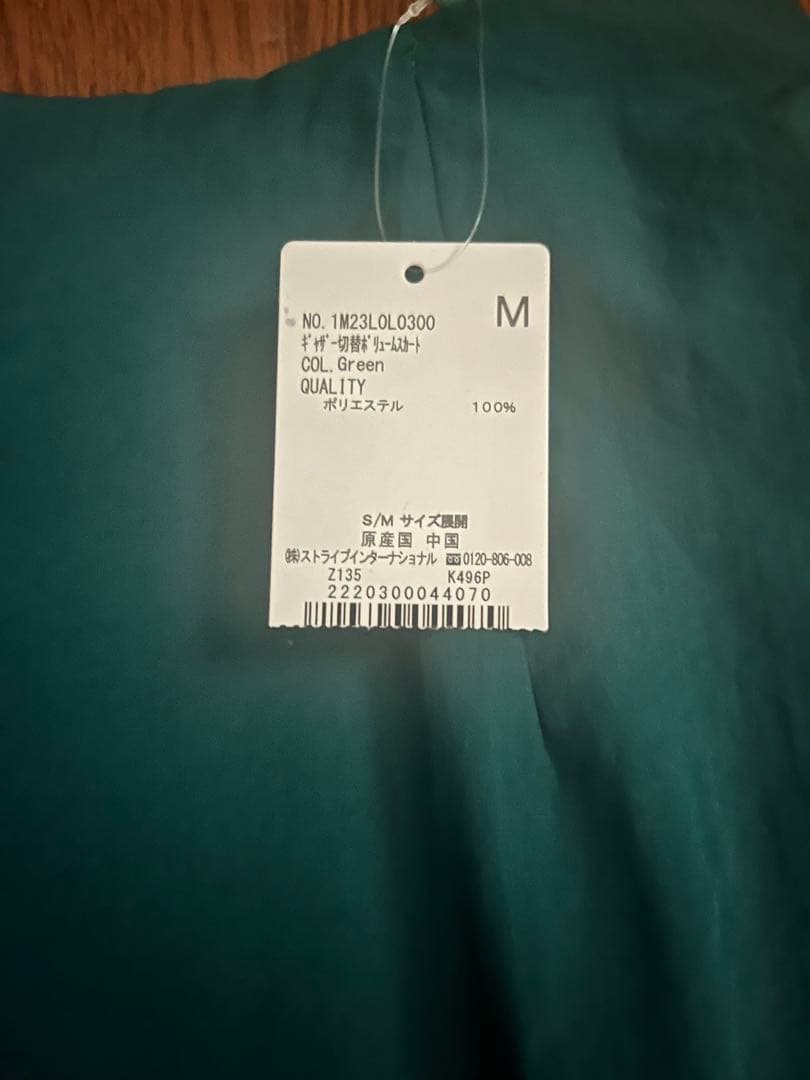 M
NO. 1M23L0L0300
ｷﾞｬｻﾞｰ切替ﾎﾞﾘｭｰﾑｽｶｰﾄ
COL. Green
QUALITY
ポリエステル 100%
S/M サイズ展開
原産国 中国
㈱ストライプインターナショナル 0120-806-008
Z135 K496P
2220300044070